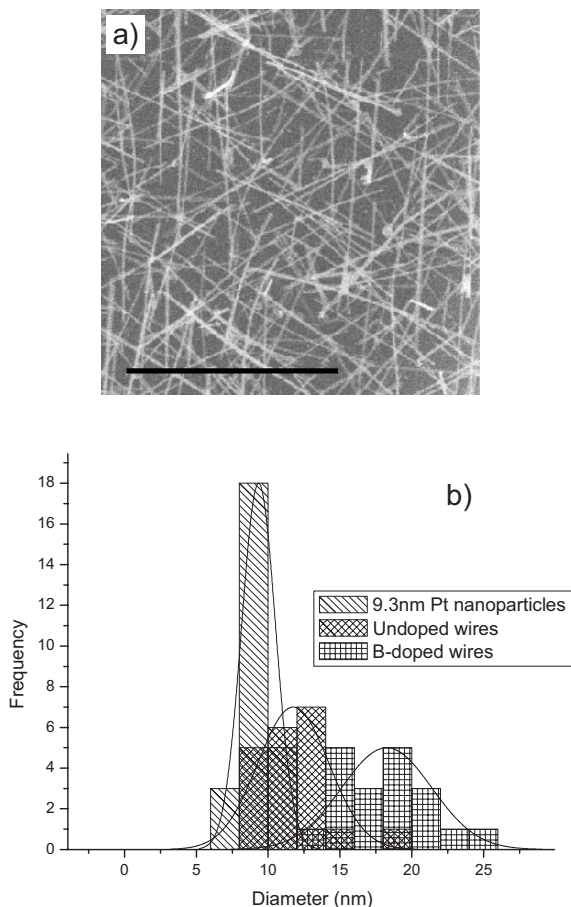 a)
b)
18
16
14
12
10
8
6
4
2
0
Frequency
9.3nm Pt nanoparticles
Undoped wires
B-doped wires
0 5 10 15 20 25
Diameter (nm)